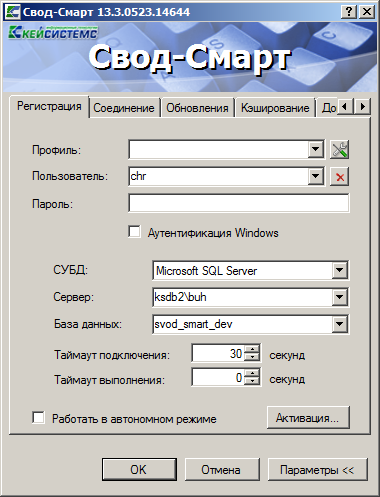 Свод-Смарт 13.3.0523.14644
КЕЙСИСТЕМС
Свод-Смарт
Регистрация Соединение Обновления Кэширование До
Профиль:
Пользователь: chr
Пароль:
Аутентификация Windows
СУБД: Microsoft SQL Server
Сервер: ksdb2\buh
База данных: svod_smart_dev
Таймаут подключения: 30 секунд
Таймаут выполнения: 0 секунд
Работать в автономном режиме Активация...
OK Отмена Параметры <<